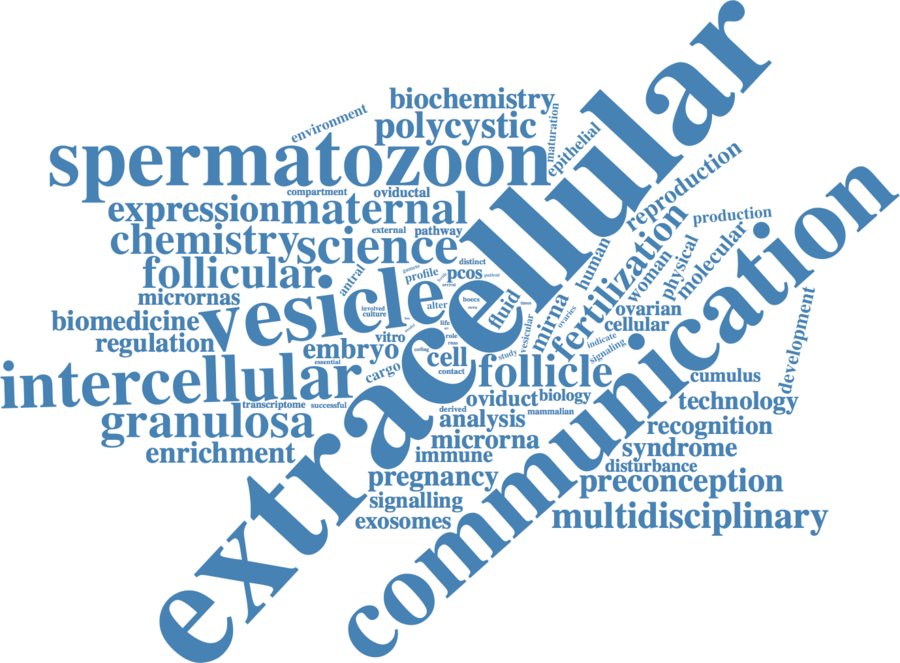 extracellular
communication
biochemistry
polycystic
environment
maturation
epithelial
spermatozoon
compartment
oviductal
expression
maternal
reproduction
production
external
pathway
chemistry
science
distinct
human
fertilization
physical
molecular
follicular
antral
profile
pcos
woman
micrornas
vesicle
alter
fluid
mirna
ovaries
ovarian
cellular
involved
culture
boecs
biomedicine
regulation
vitro
life
role
vesicular
indicate
signaling
development
embryo
essential
cell
contact
study
intercellular
cargo
follicle
cumulus
transcriptome
successful
oviduct
biology
technology
granulosa
derived
mammalian
analysis
recognition
enrichment
microrna
immune
syndrome
disturbance
pregnancy
preconception
signalling
exosomes
multidisciplinary